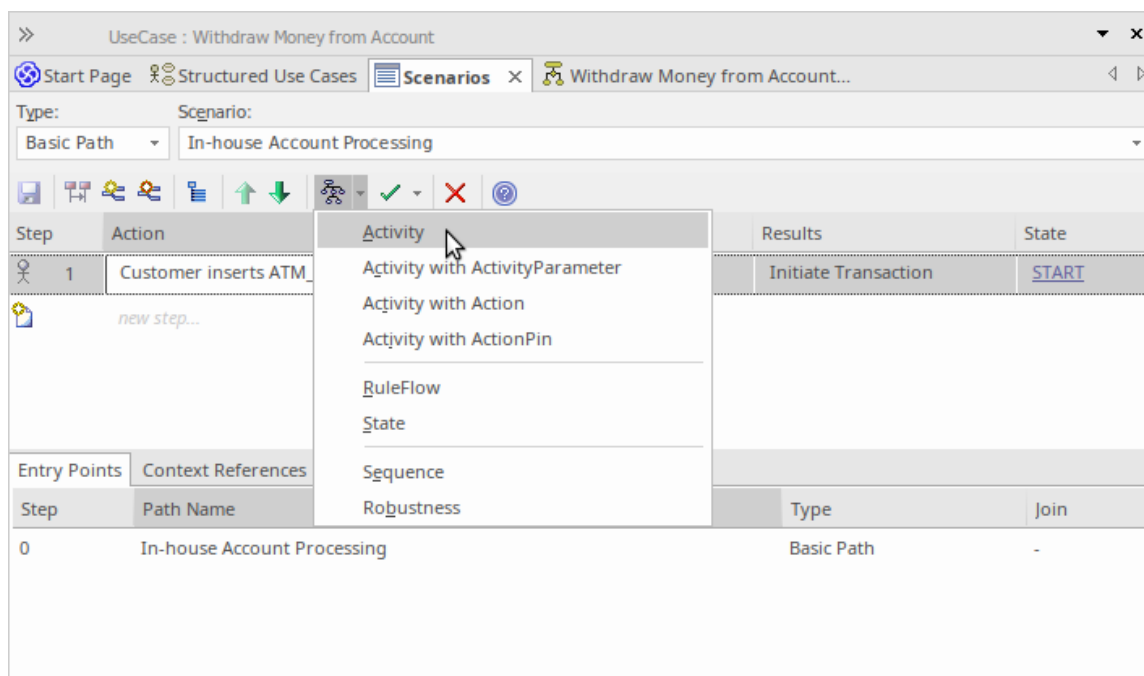 UseCase : Withdraw Money from Account
Start Page Structured Use Cases Scenarios Withdraw Money from Account...
Type: Scenario:
Basic Path In-house Account Processing
Step Action Results State
1 Customer inserts ATM_ Initiate Transaction START
new step...
Activity
Activity with ActivityParameter
Activity with Action
Activity with ActionPin
RuleFlow
State
Sequence
Robustness
Entry Points Context References
Step Path Name Type Join
0 In-house Account Processing Basic Path -